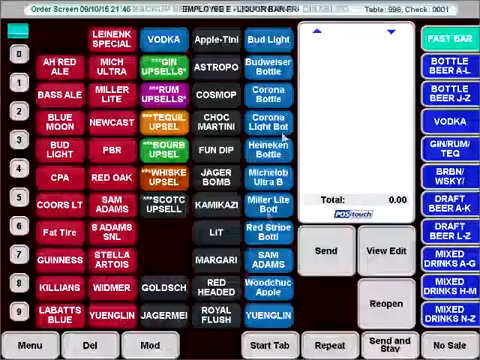 Order Screen 09/10/15 21:46
EMPLOYEE E - LIQUOR BAR-FRI
Table: 998, Check: 0001
LEINENK SPECIAL
VODKA
Apple-Tini
Bud Light
FAST BAR
0
AH RED ALE
MICH ULTRA
***GIN UPSELLS*
ASTROPO
Budweiser Bottle
BOTTLE BEER A-L
1
BASS ALE
MILLER LITE
***RUM UPSELLS*
COSMOP
Corona Bottle
BOTTLE BEER J-Z
2
BLUE MOON
NEWCAST
***TEQUIL UPSEL
CHOC MARTINI
Corona Light Bot
VODKA
3
BUD LIGHT
PBR
***BOURB UPSEL
FUN DIP
Heineken Bottle
GIN/RUM/ TEQ
4
CPA
RED OAK
***WHISKE UPSEL
JAGER BOMB
Michelob Ultra B
BRBN/ WSKY/
5
COORS LT
SAM ADAMS
***SCOTC UPSELL
KAMIKAZI
Miller Lite Bott
Total: 0.00
DRAFT BEER A-K
POSitouch
6
Fat Tire
S ADAMS SNL
LIT
Red Stripe Bottl
DRAFT BEER L-Z
7
GUINNESS
STELLA ARTOIS
MARGARI
SAM ADAMS
Send
View Edit
MIXED DRINKS A-G
8
KILLIANS
WIDMER
GOLDSCH
RED HEADED
Woodchuc Apple
MIXED DRINKS H-M
9
LABATTS BLUE
YUENGLIN
JAGERMEI
ROYAL FLUSH
YUENGLIN
Reopen
MIXED DRINKS N-Z
Menu
Del
Mod
Start Tab
Repeat
Send and Stay
No Sale